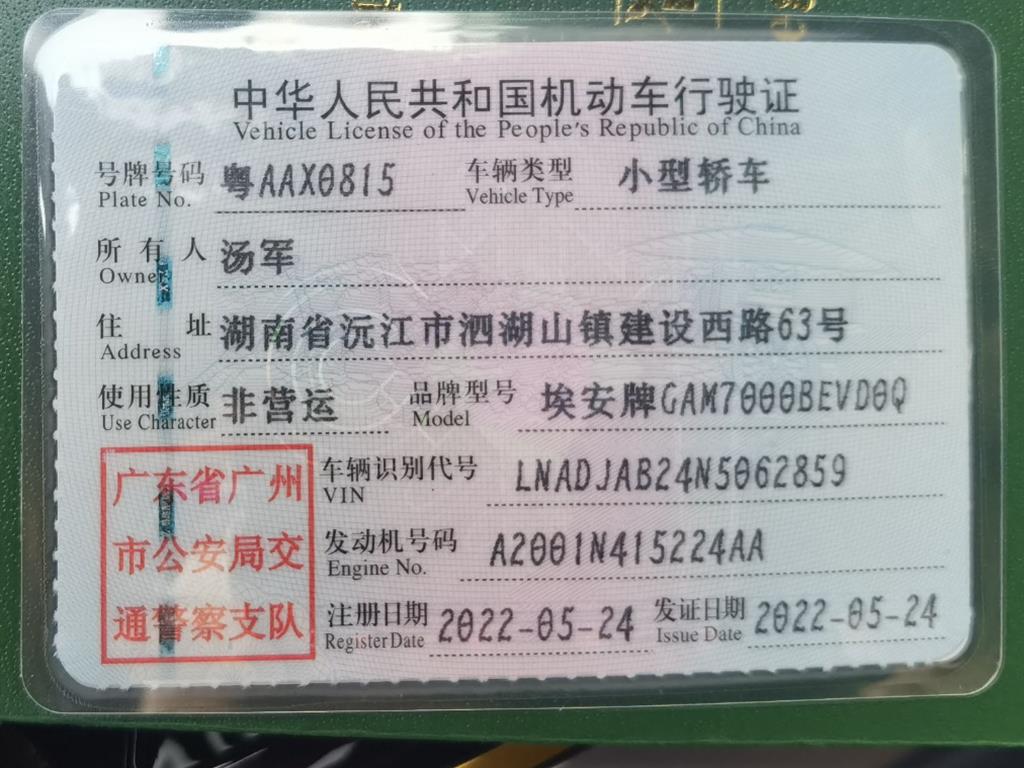 中华人民共和国机动车行驶证
Vehicle License of the People's Republic of China
号牌号码 粤AAX0815 车辆类型 小型轿车
Plate No. Vehicle Type
所有人 汤军
Owner
住址 湖南省沅江市泗湖山镇建设西路63号
Address
使用性质 非营运 品牌型号 埃安牌GAM7000BEVD0Q
Use Character Model
广东省广州
市公安局交
通警察支队
车辆识别代号 LNADJAB24N5062859
VIN
发动机号码 A2001N415224AA
Engine No.
注册日期 2022-05-24 发证日期 2022-05-24
Register Date Issue Date